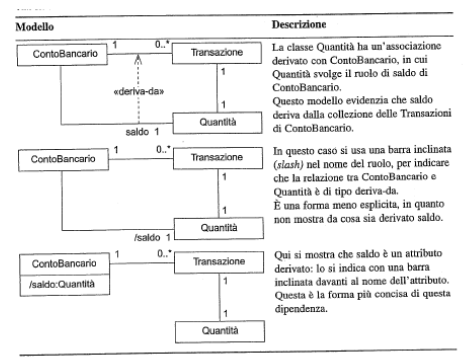 Modello Descrizione
ContoBancario 1 0..* Transazione
1
«deriva-da»
1
saldo 1 Quantità
La classe Quantità ha un'associazione
derivato con ContoBancario, in cui
Quantità svolge il ruolo di saldo di
ContoBancario.
Questo modello evidenzia che saldo
deriva dalla collezione delle Transazioni
di ContoBancario.
ContoBancario 1 0..* Transazione
1
1
/saldo 1 Quantità
In questo caso si usa una barra inclinata
(slash) nel nome del ruolo, per indicare
che la relazione tra ContoBancario e
Quantità è di tipo deriva-da.
È una forma meno esplicita, in quanto
non mostra da cosa sia derivato saldo.
ContoBancario 1 0..* Transazione
/saldo:Quantità
1
1
Quantità
Qui si mostra che saldo è un attributo
derivato: lo si indica con una barra
inclinata davanti al nome dell'attributo.
Questa è la forma più concisa di questa
dipendenza.